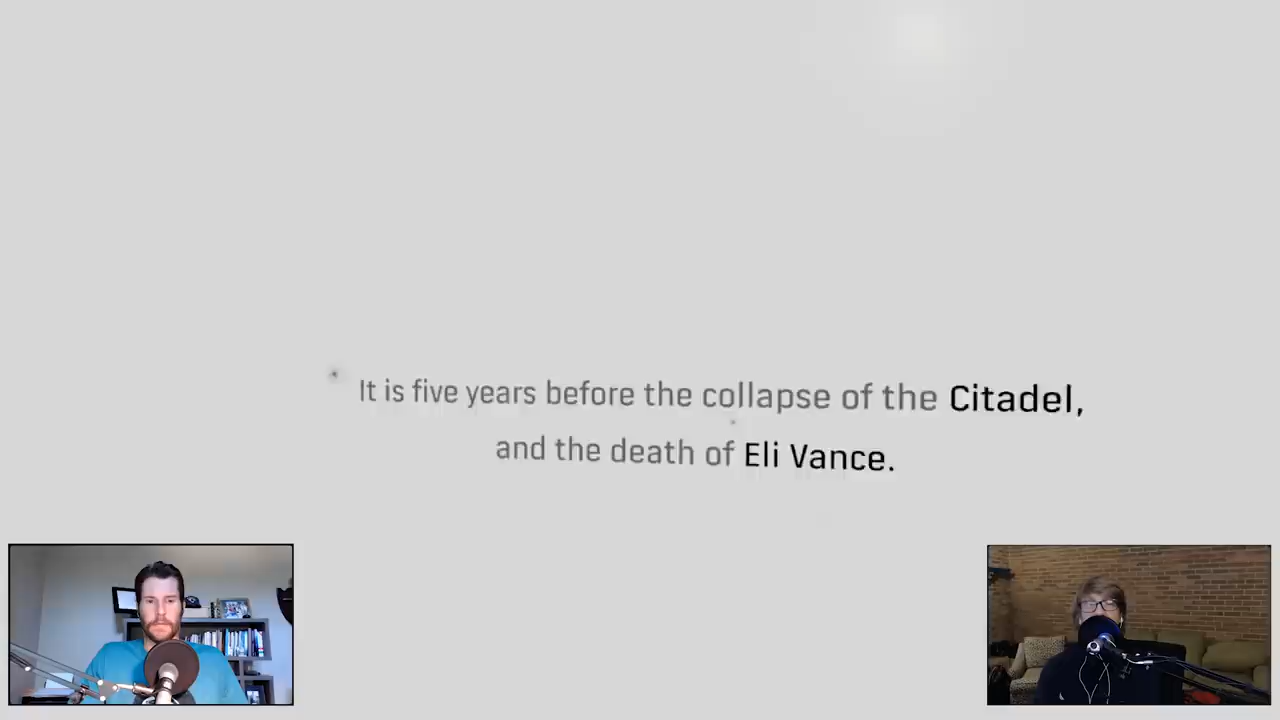 It is five years before the collapse of the Citadel,
and the death of Eli Vance.